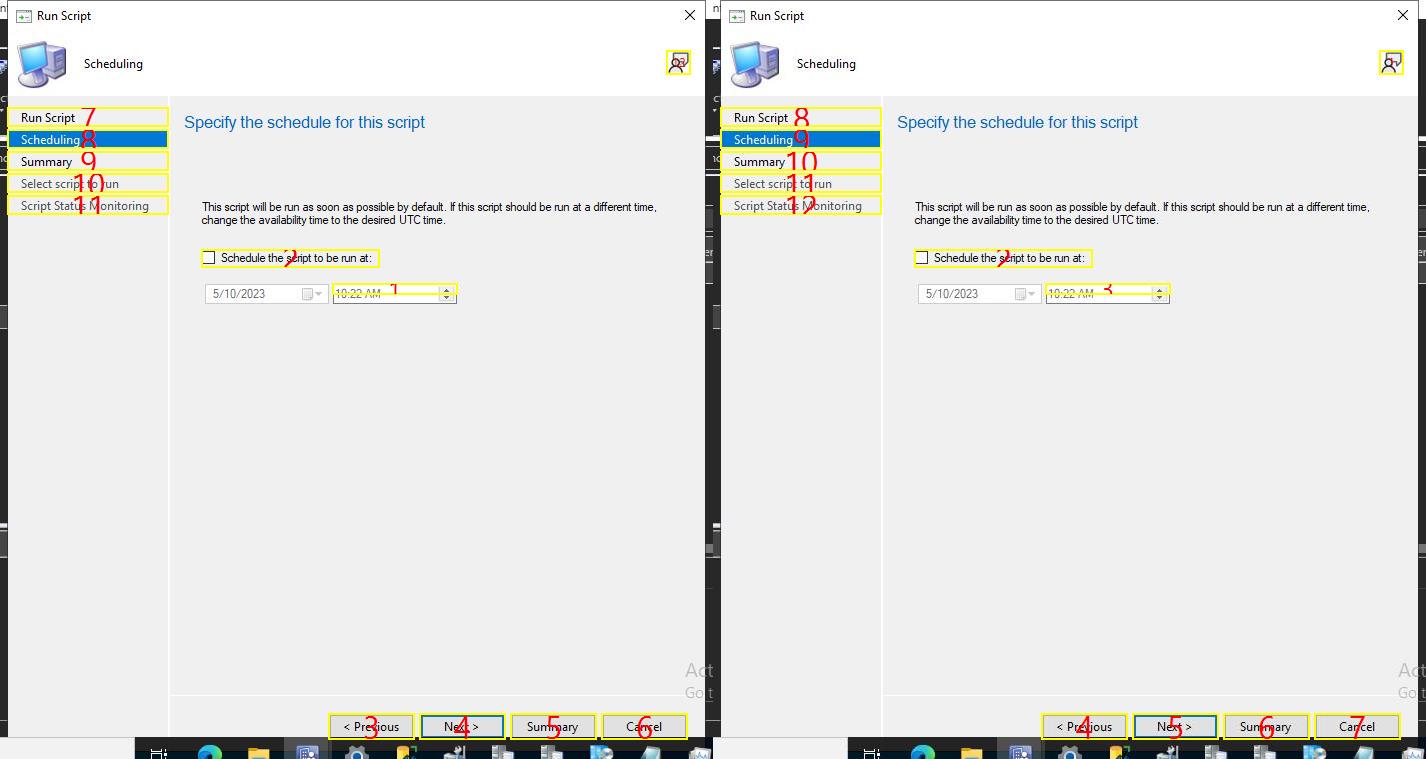 Run Script
Scheduling
Run Script 7
Scheduling 8
Summary 9
Select script to run 10
Script Status Monitoring 11
Specify the schedule for this script
This script will be run as soon as possible by default. If this script should be run at a different time,
change the availability time to the desired UTC time.
Schedule the script to be run at: 2
5/10/2023
10:22 AM 1
< Previous 3
Next > 4
Summary 5
Cancel 6
Act
Go t
Run Script
Scheduling
Run Script 8
Scheduling 9
Summary 10
Select script to run 11
Script Status Monitoring 12
Specify the schedule for this script
This script will be run as soon as possible by default. If this script should be run at a different time,
change the availability time to the desired UTC time.
Schedule the script to be run at: 2
5/10/2023
10:22 AM 3
< Previous 4
Next > 5
Summary 6
Cancel 7
Act
Go t